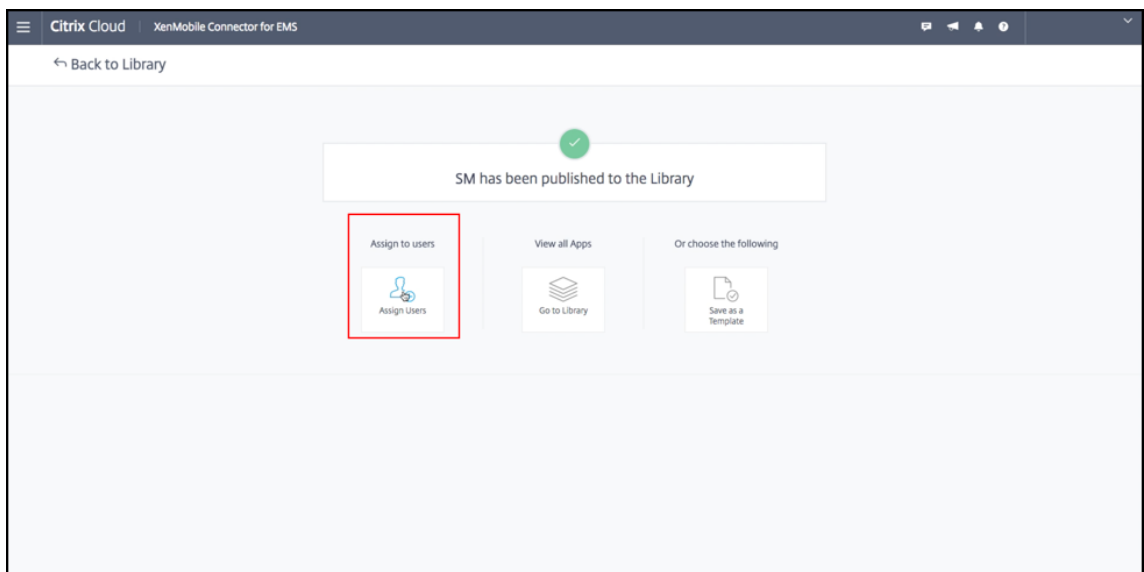 Citrix Cloud XenMobile Connector for EMS
Back to Library
SM has been published to the Library
Assign to users View all Apps Or choose the following
Assign Users Go to Library Save as a
Template